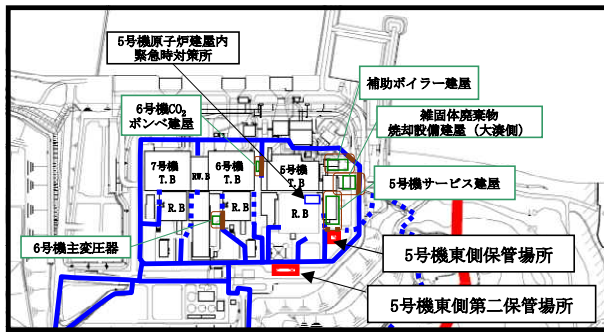 5号機原子炉建屋内
緊急時対策所
補助ボイラー建屋
6号機CO₂
ボンベ建屋
雑固体廃棄物
焼却設備建屋（大湊側）
7号機
T.B
RW.B
6号機
T.B
5号機
T.B
5号機サービス建屋
R.B
R.B
R.B
6号機主変圧器
5号機東側保管場所
5号機東側第二保管場所